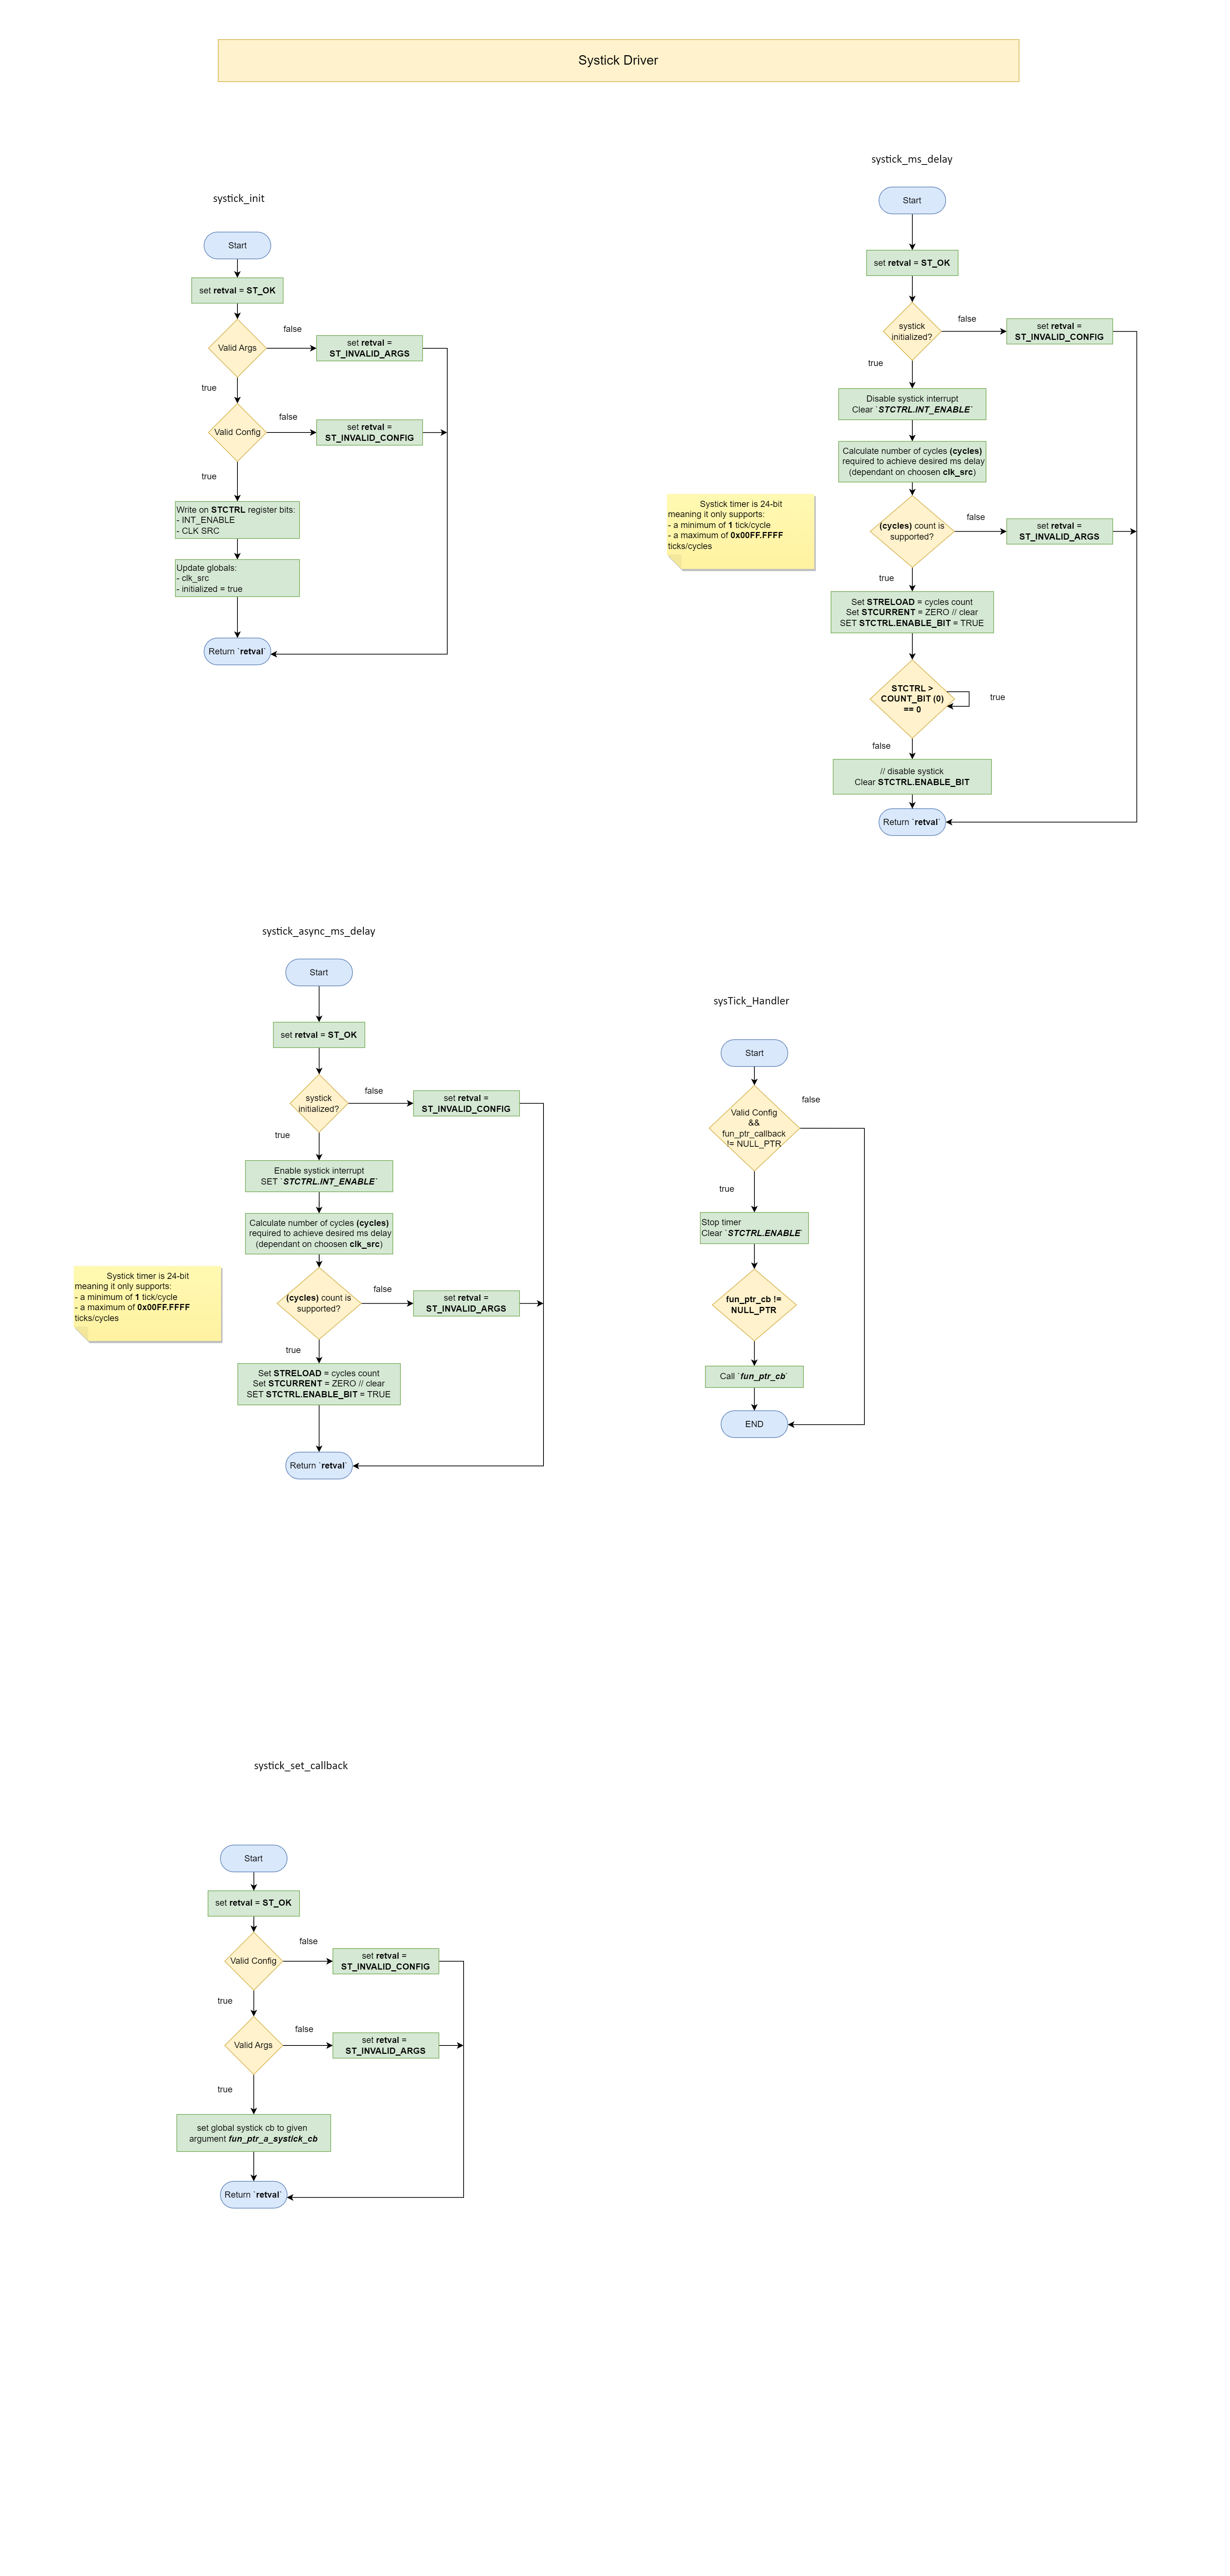 Systick Driver
systick_init
Start
set retval = ST_OK
Valid Args
false
set retval =
ST_INVALID_ARGS
true
Valid Config
false
set retval =
ST_INVALID_CONFIG
true
Write on STCTRL register bits:
- INT_ENABLE
- CLK SRC
Update globals:
- clk_src
- initialized = true
Return `retval`
systick_ms_delay
Start
set retval = ST_OK
systick
initialized?
false
set retval =
ST_INVALID_CONFIG
true
Disable systick interrupt
Clear `STCTRL.INT_ENABLE`
Calculate number of cycles (cycles)
required to achieve desired ms delay
(dependant on choosen clk_src)
Systick timer is 24-bit
meaning it only supports:
- a minimum of 1 tick/cycle
- a maximum of 0x00FF.FFFF
ticks/cycles
(cycles) count is
supported?
false
set retval =
ST_INVALID_ARGS
true
Set STRELOAD = cycles count
Set STCURRENT = ZERO // clear
SET STCTRL.ENABLE_BIT = TRUE
STCTRL >
COUNT_BIT (0)
== 0
true
false
// disable systick
Clear STCTRL.ENABLE_BIT
Return `retval`
systick_async_ms_delay
Start
set retval = ST_OK
systick
initialized?
false
set retval =
ST_INVALID_CONFIG
true
Enable systick interrupt
SET `STCTRL.INT_ENABLE`
Calculate number of cycles (cycles)
required to achieve desired ms delay
(dependant on choosen clk_src)
Systick timer is 24-bit
meaning it only supports:
- a minimum of 1 tick/cycle
- a maximum of 0x00FF.FFFF
ticks/cycles
(cycles) count is
supported?
false
set retval =
ST_INVALID_ARGS
true
Set STRELOAD = cycles count
Set STCURRENT = ZERO // clear
SET STCTRL.ENABLE_BIT = TRUE
Return `retval`
sysTick_Handler
Start
Valid Config
&&
fun_ptr_callback
!= NULL_PTR
false
true
Stop timer
Clear `STCTRL.ENABLE`
fun_ptr_cb !=
NULL_PTR
Call `fun_ptr_cb`
END
systick_set_callback
Start
set retval = ST_OK
Valid Config
false
set retval =
ST_INVALID_CONFIG
true
Valid Args
false
set retval =
ST_INVALID_ARGS
true
set global systick cb to given
argument fun_ptr_a_systick_cb
Return `retval`